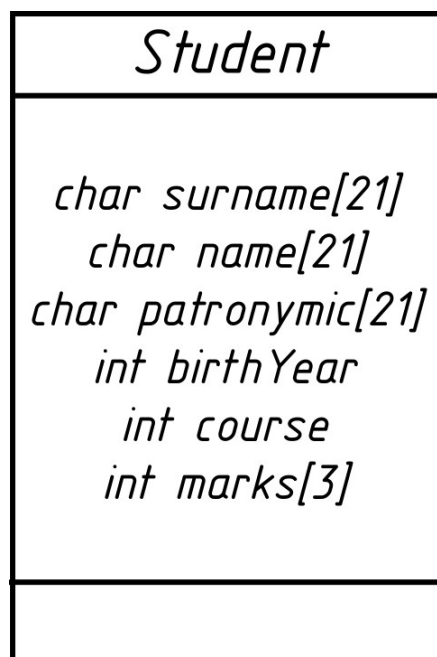 Student
char surname[21]
char name[21]
char patronymic[21]
int birthYear
int course
int marks[3]